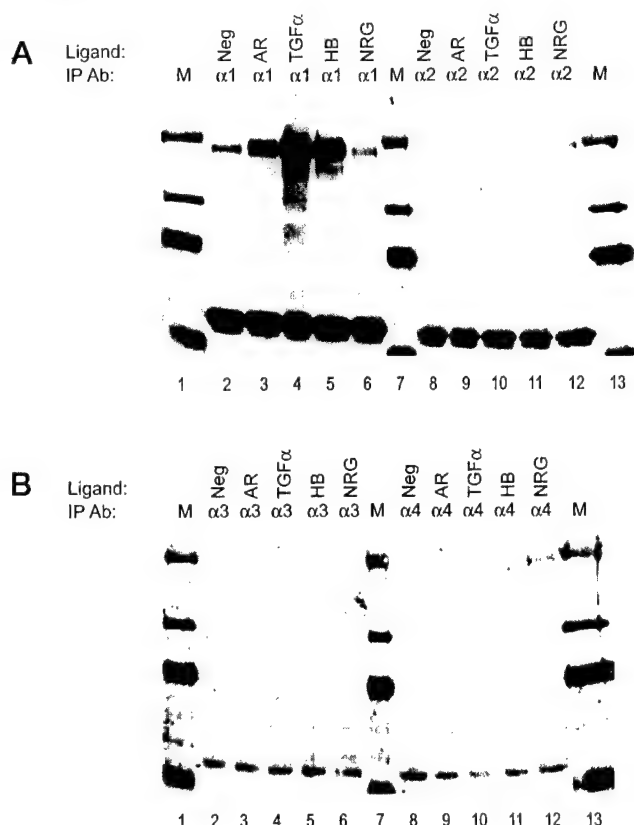 A
Ligand: Neg AR TGFα HB NRG Neg AR TGFα HB NRG
IP Ab: M α1 α1 α1 α1 α1 M α2 α2 α2 α2 α2 M
1 2 3 4 5 6 7 8 9 10 11 12 13
B
Ligand: Neg AR TGFα HB NRG Neg AR TGFα HB NRG
IP Ab: M α3 α3 α3 α3 α3 M α4 α4 α4 α4 α4 M
1 2 3 4 5 6 7 8 9 10 11 12 13